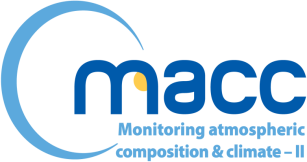 macc
Monitoring atmospheric
composition & climate – II